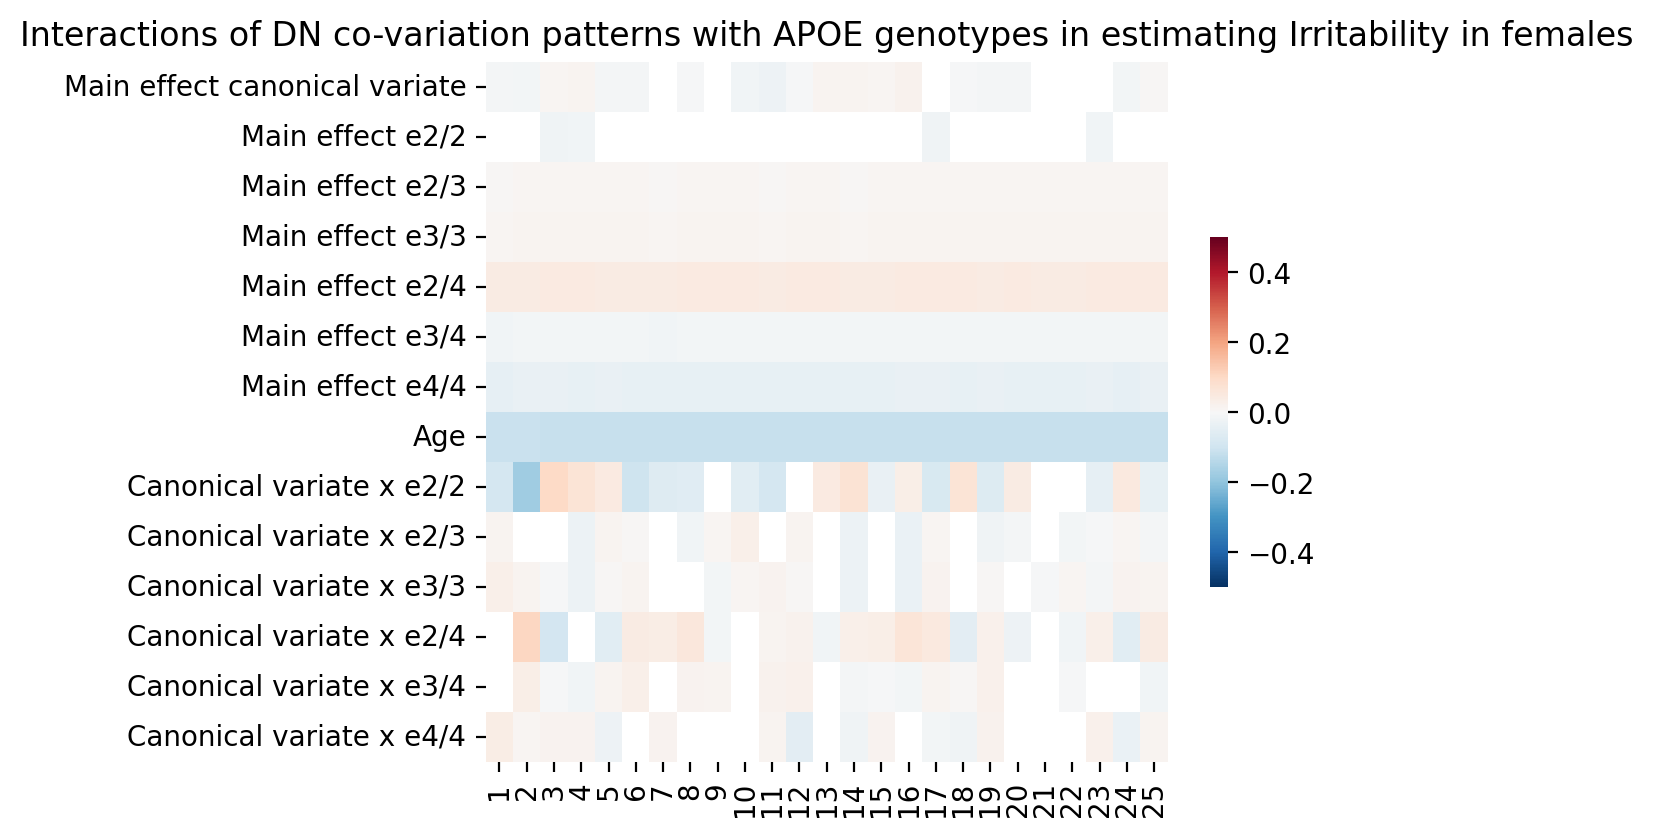 Interactions of DN co-variation patterns with APOE genotypes in estimating Irritability in females
Main effect canonical variate
Main effect e2/2
Main effect e2/3
Main effect e3/3
Main effect e2/4
Main effect e3/4
Main effect e4/4
Age
Canonical variate x e2/2
Canonical variate x e2/3
Canonical variate x e3/3
Canonical variate x e2/4
Canonical variate x e3/4
Canonical variate x e4/4
1 2 3 4 5 6 7 8 9 10 11 12 13 14 15 16 17 18 19 20 21 22 23 24 25
0.4
0.2
0.0
−0.2
−0.4